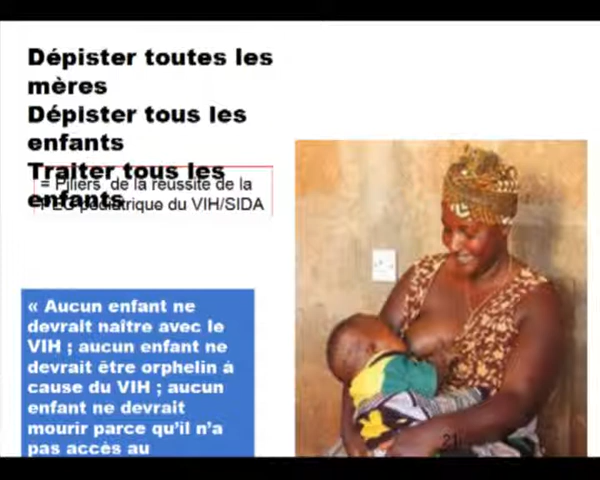 Dépister toutes les
mères
Dépister tous les
enfants
Traiter tous les
enfants
= Piliers de la réussite de la
PEC pédiatrique du VIH/SIDA
« Aucun enfant ne
devrait naître avec le
VIH ; aucun enfant ne
devrait être orphelin à
cause du VIH ; aucun
enfant ne devrait
mourir parce qu'il n'a
pas accès au
21